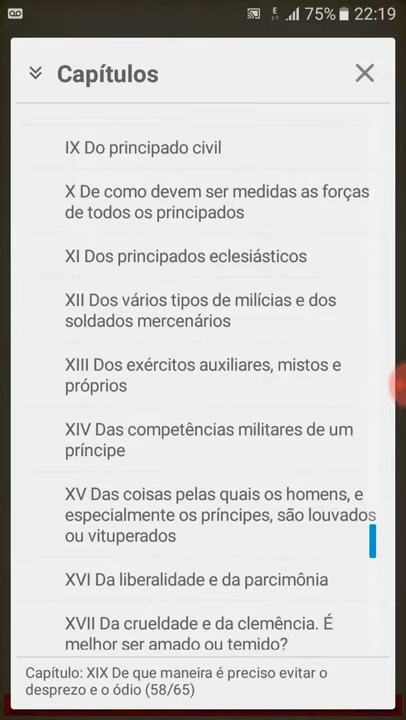 E 75% 22:19
Capítulos
IX Do principado civil
X De como devem ser medidas as forças
de todos os principados
XI Dos principados eclesiásticos
XII Dos vários tipos de milícias e dos
soldados mercenários
XIII Dos exércitos auxiliares, mistos e
próprios
XIV Das competências militares de um
príncipe
XV Das coisas pelas quais os homens, e
especialmente os príncipes, são louvados
ou vituperados
XVI Da liberalidade e da parcimônia
XVII Da crueldade e da clemência. É
melhor ser amado ou temido?
Capítulo: XIX De que maneira é preciso evitar o
desprezo e o ódio (58/65)